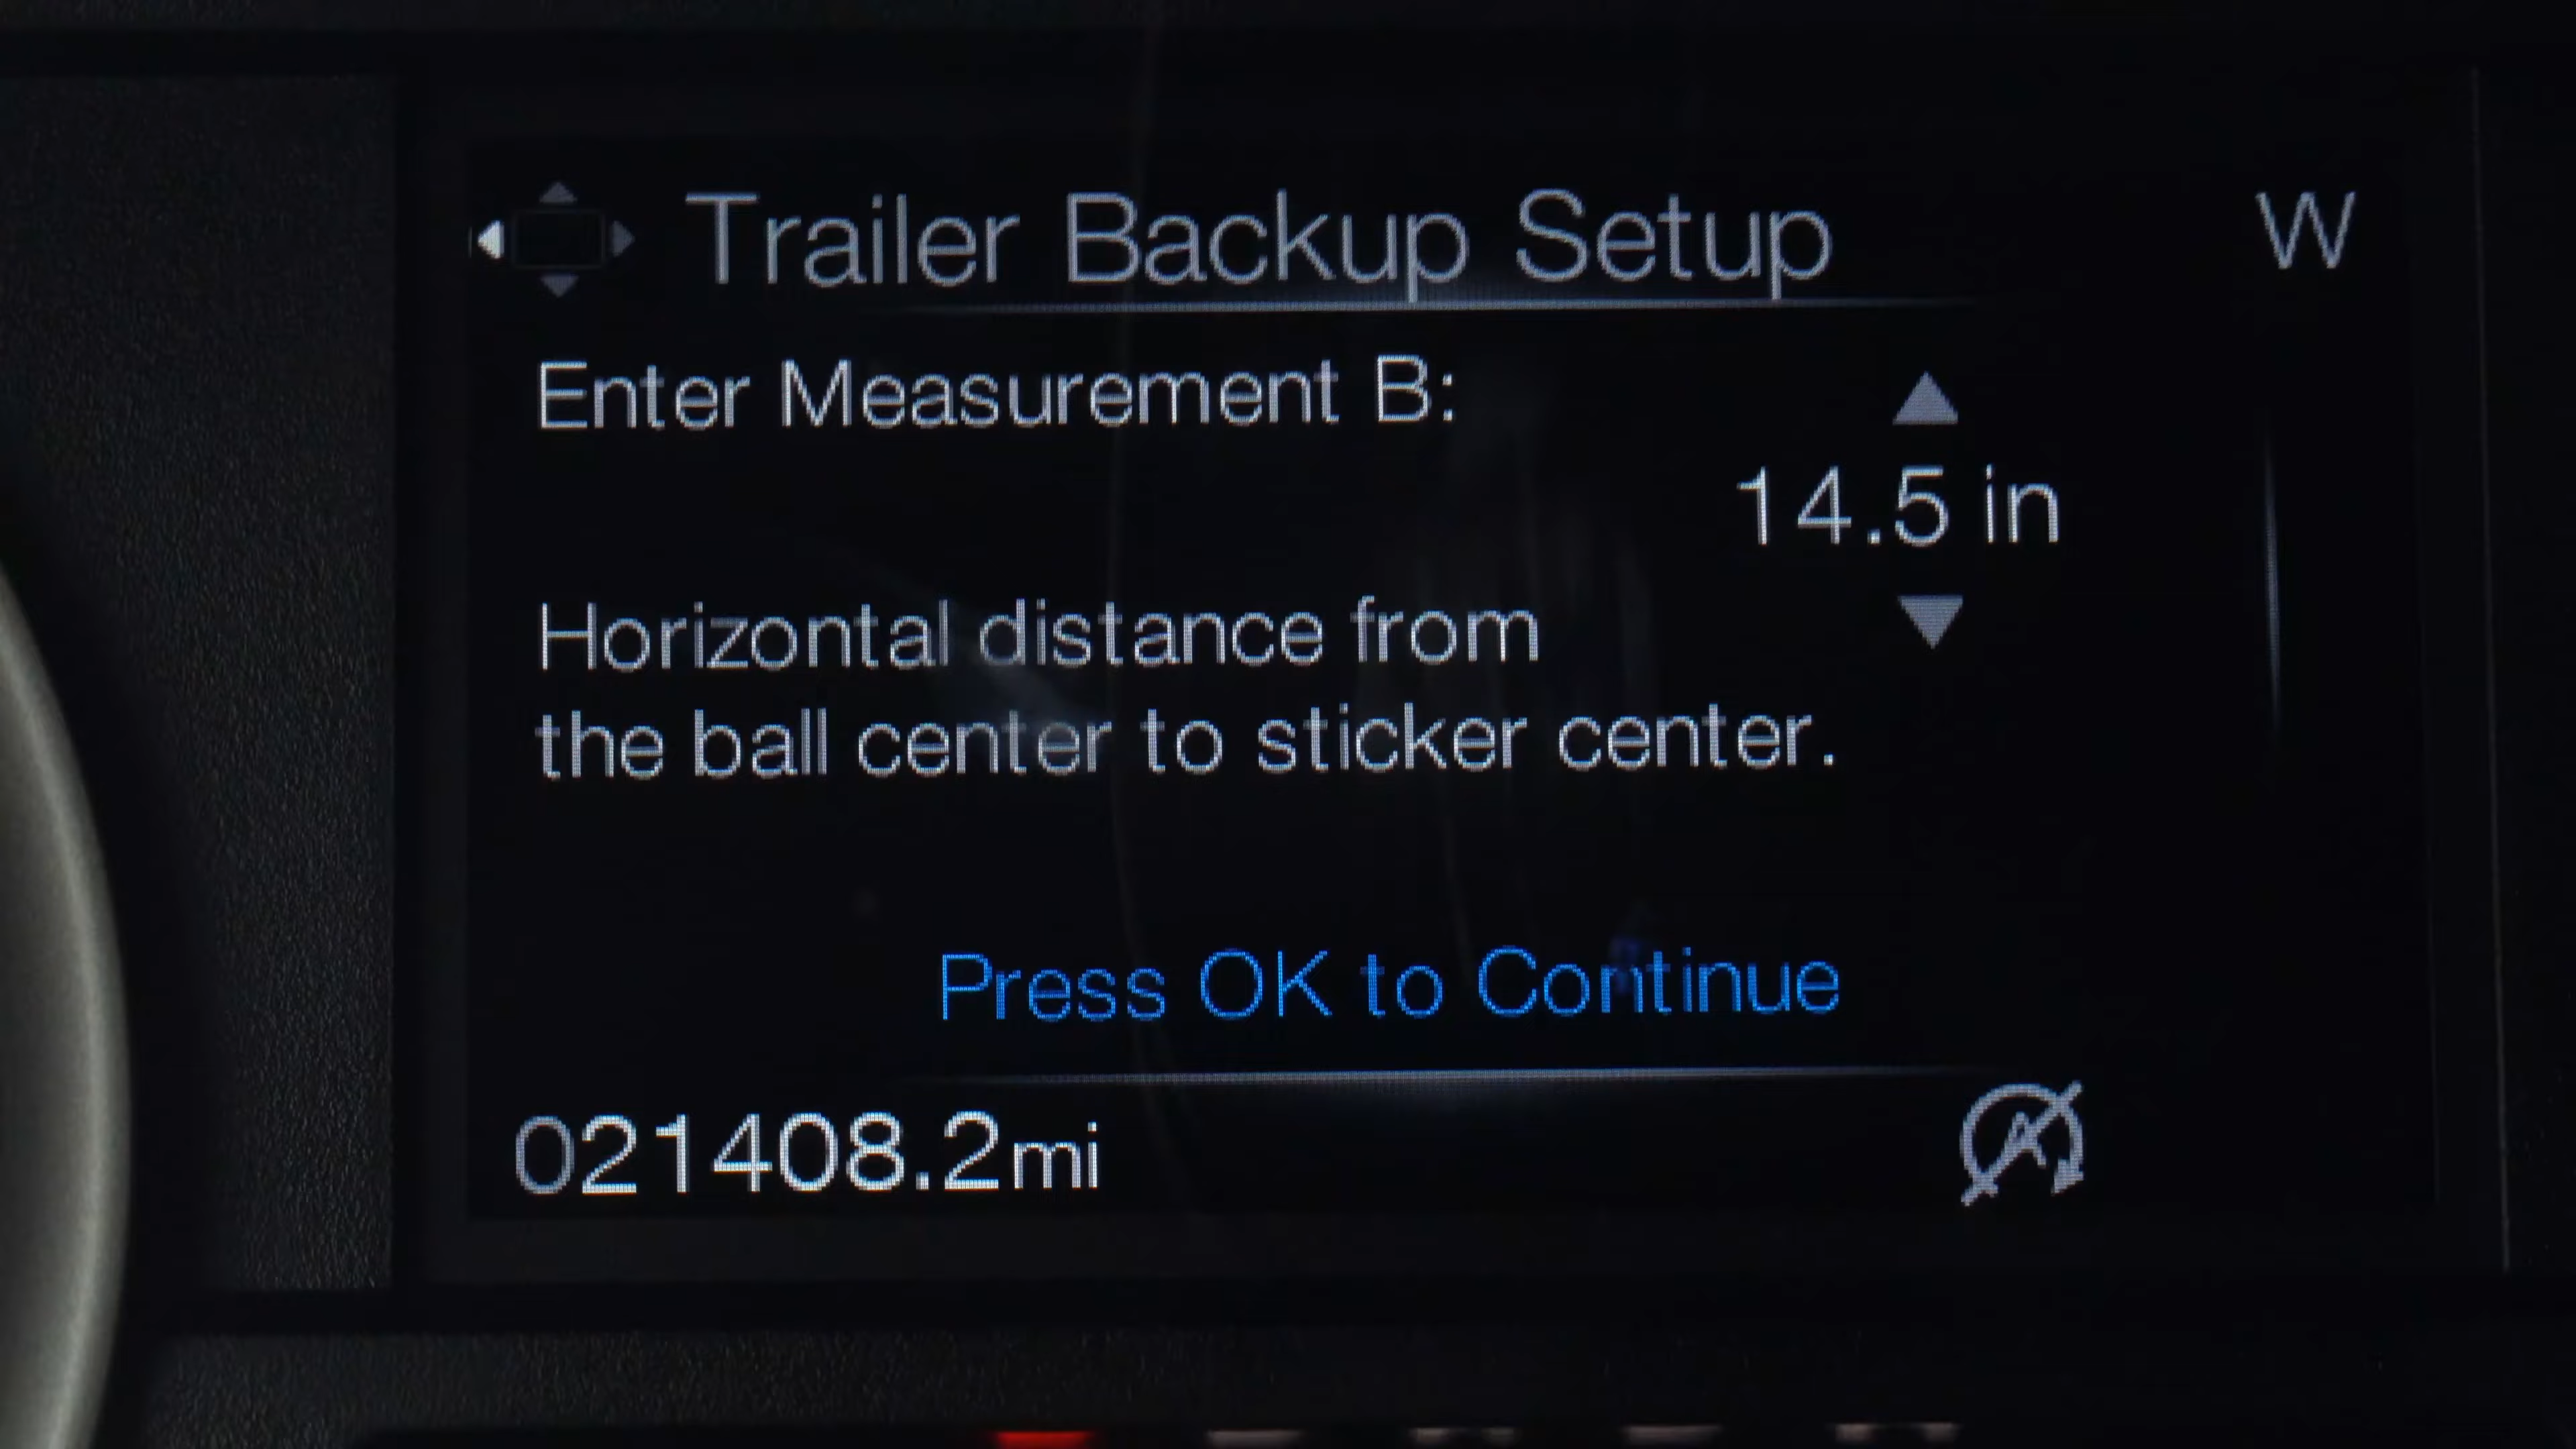 Trailer Backup Setup
W
Enter Measurement B:
14.5 in
Horizontal distance from
the ball center to sticker center.
Press OK to Continue
021408.2mi
A